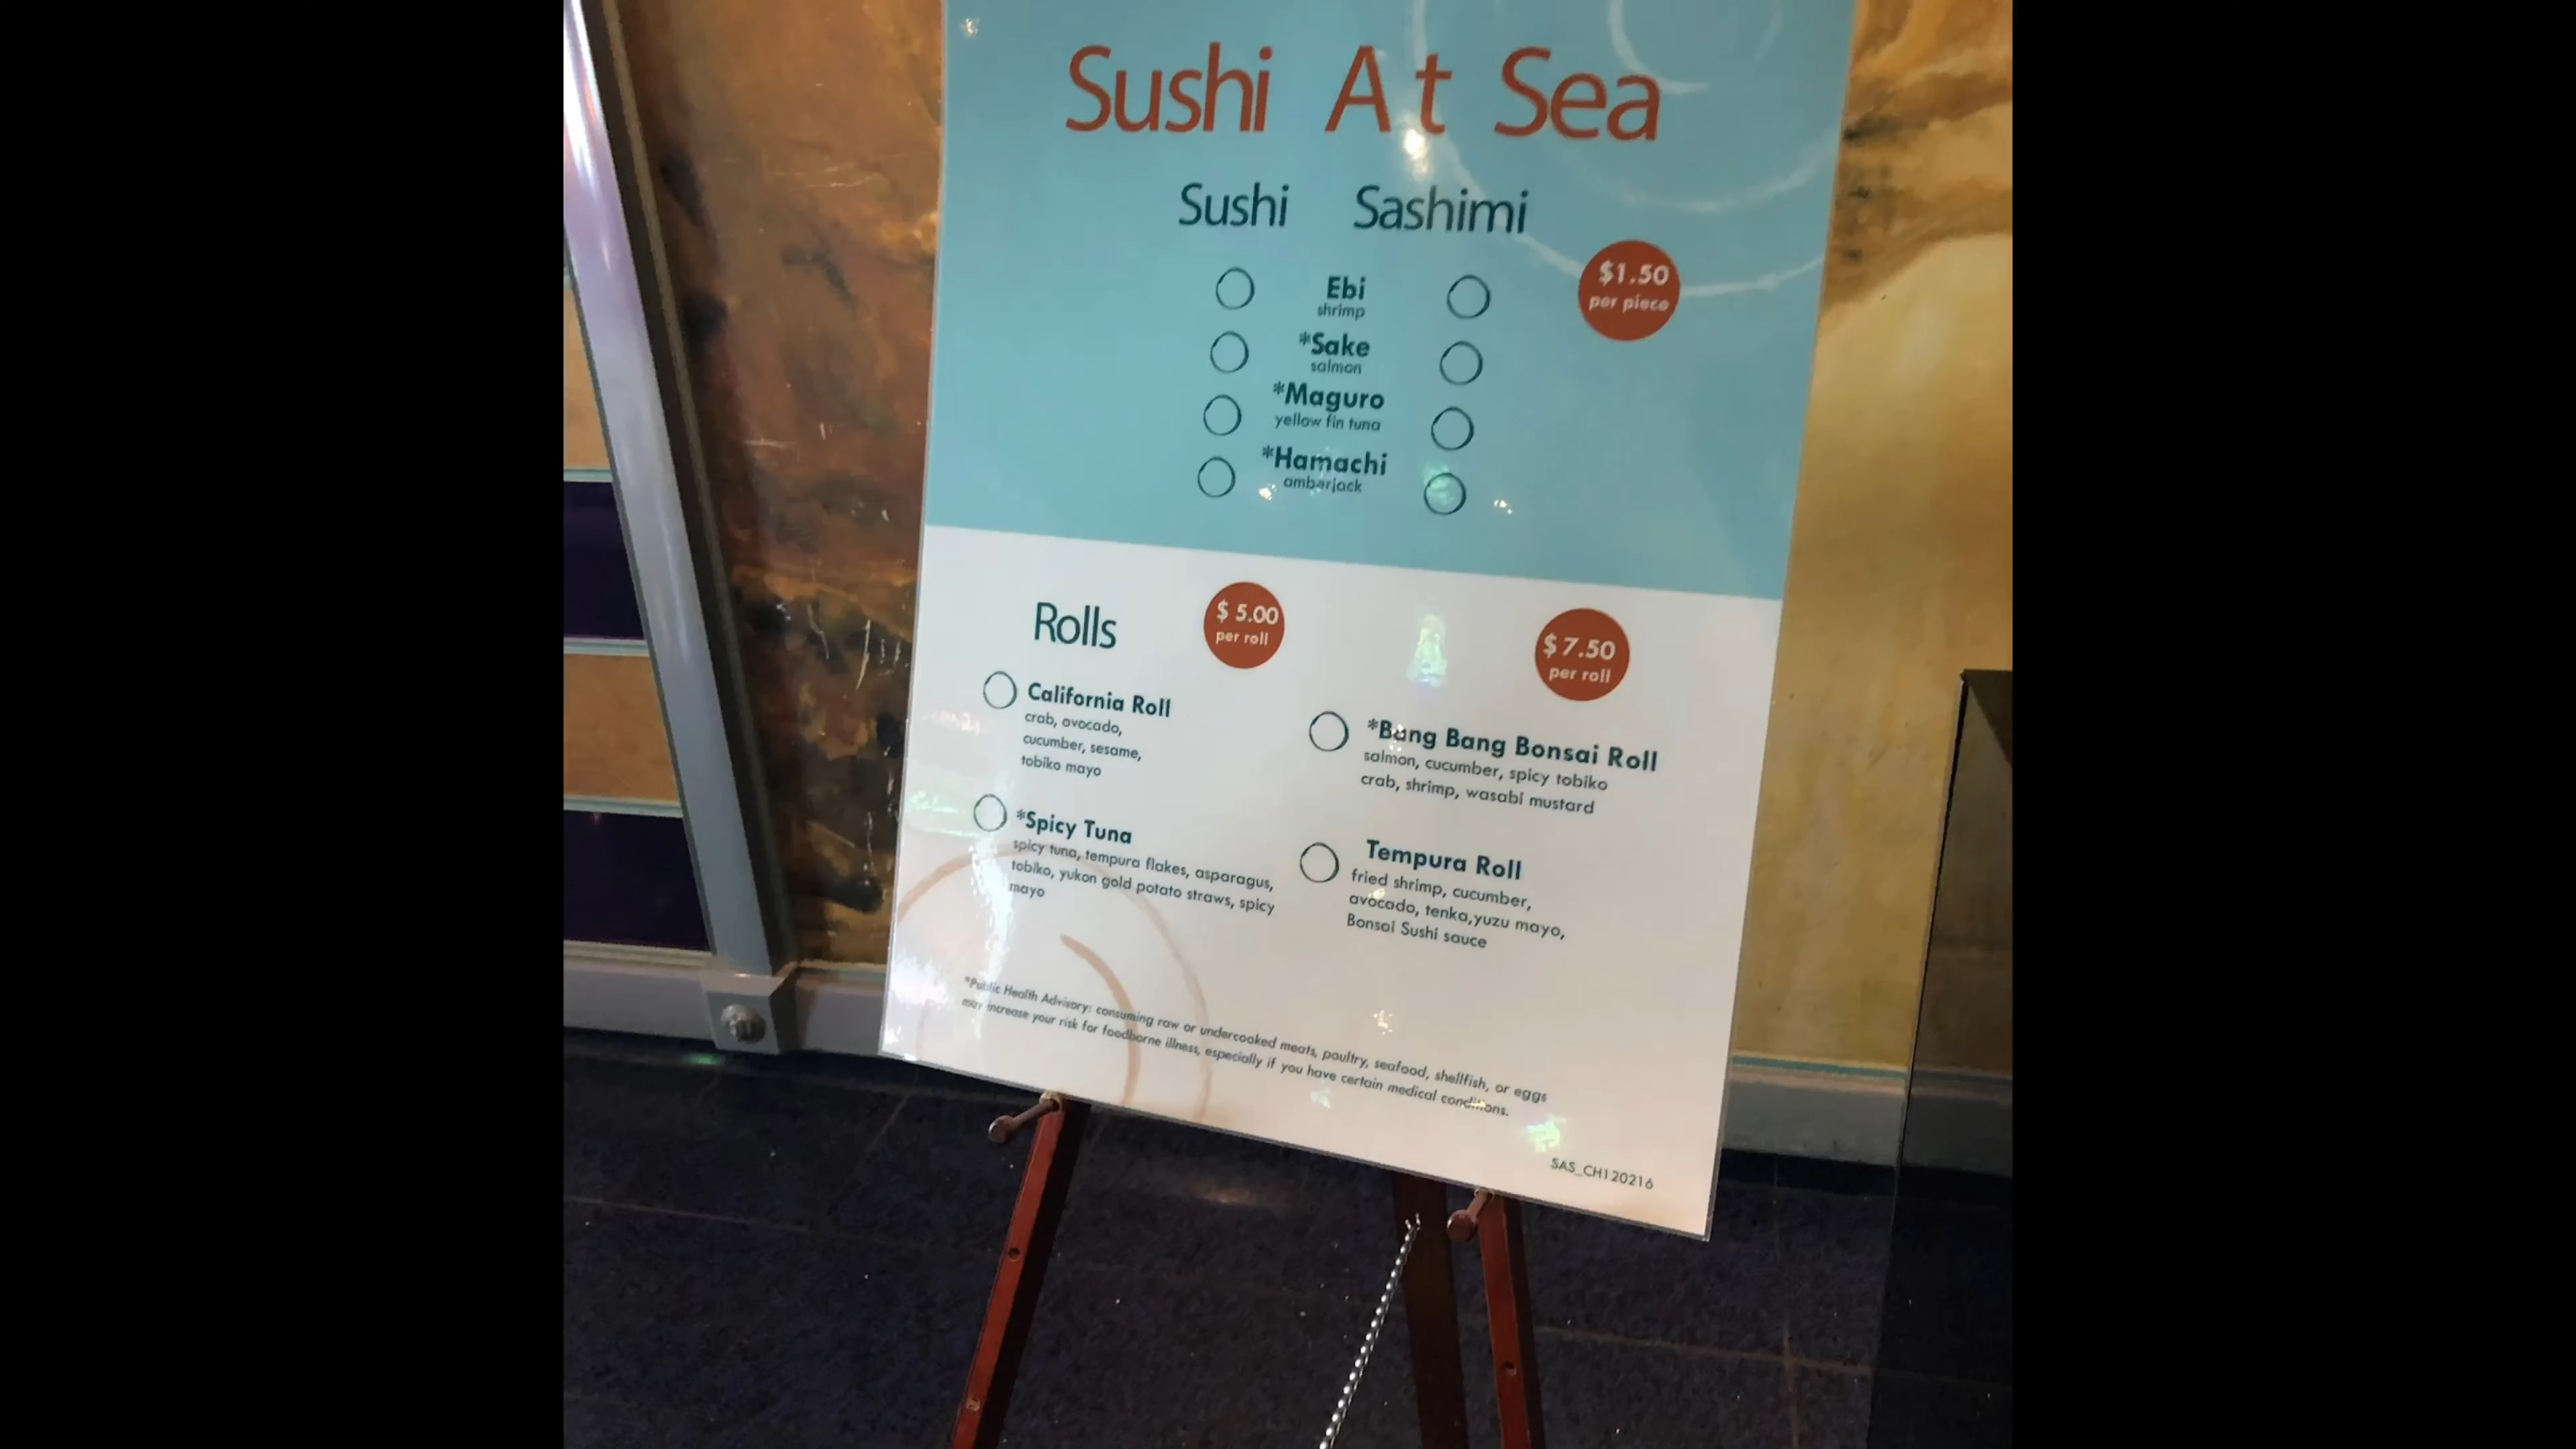 Sushi At Sea
Sushi Sashimi
$1.50
per piece
Ebi
shrimp
*Sake
salmon
*Maguro
yellow fin tuna
*Hamachi
amberjack
Rolls
$ 5.00
per roll
California Roll
crab, avocado,
cucumber, sesame,
tobiko mayo
*Spicy Tuna
spicy tuna, tempura flakes, asparagus,
tobiko, yukon gold potato straws, spicy
mayo
$ 7.50
per roll
*Bang Bang Bonsai Roll
salmon, cucumber, spicy tobiko
crab, shrimp, wasabi mustard
Tempura Roll
fried shrimp, cucumber,
avocado, tenka,yuzu mayo,
Bonsai Sushi sauce
*Public Health Advisory: consuming raw or undercooked meats, poultry, seafood, shellfish, or eggs
may increase your risk for foodborne illness, especially if you have certain medical conditions.
SAS_CH120216